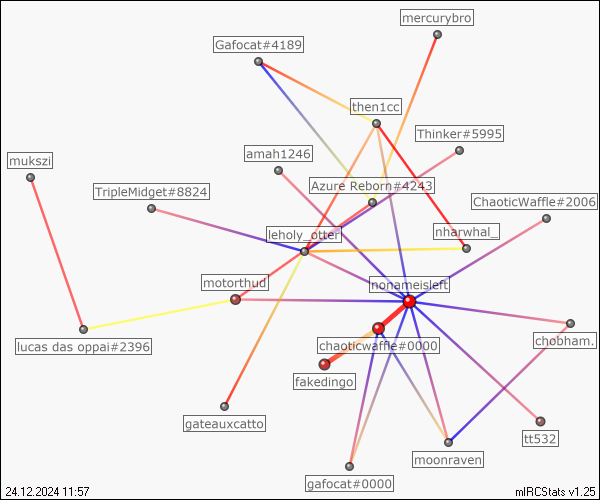 mercurybro
Gafocat#4189
then1cc
Thinker#5995
amah1246
mukszi
Azure Reborn#4243
TripleMidget#8824
ChaoticWaffle#2006
nharwhal_
leholy_otter
motorthud
nonameisleft
chobham.
lucas das oppai#2396
chaoticwaffle#0000
fakedingo
gateauxcatto
tt532
moonraven
gafocat#0000
24.12.2024 11:57
mIRCStats v1.25